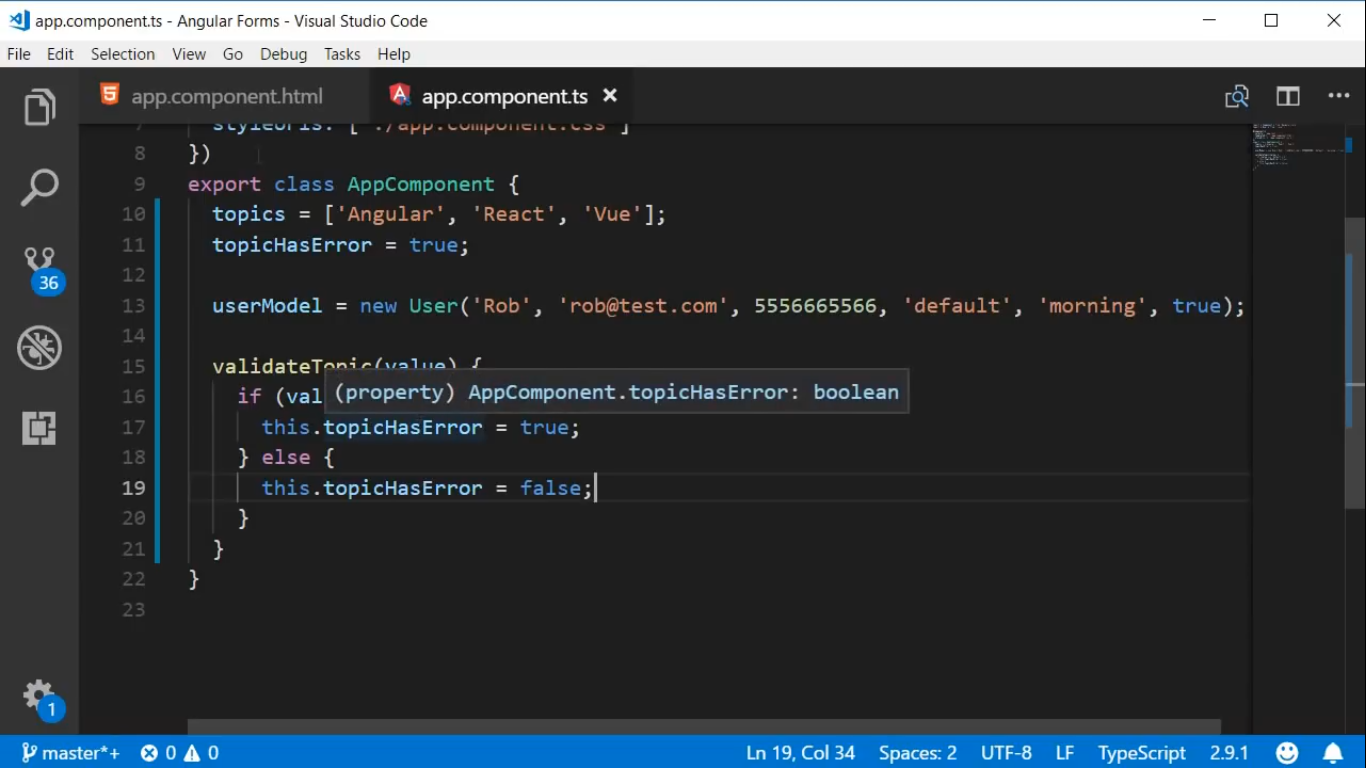 app.component.ts - Angular Forms - Visual Studio Code
File Edit Selection View Go Debug Tasks Help
app.component.html app.component.ts
7 styleUrls: ['./app.component.css']
8 })
9 export class AppComponent {
10 topics = ['Angular', 'React', 'Vue'];
11 topicHasError = true;
12
13 userModel = new User('Rob', 'rob@test.com', 5556665566, 'default', 'morning', true);
14
15 validateTopic(value) {
16 if (val
(property) AppComponent.topicHasError: boolean
17 this.topicHasError = true;
18 } else {
19 this.topicHasError = false;
20 }
21 }
22 }
23
36
1
master*+ 0 0 Ln 19, Col 34 Spaces: 2 UTF-8 LF TypeScript 2.9.1